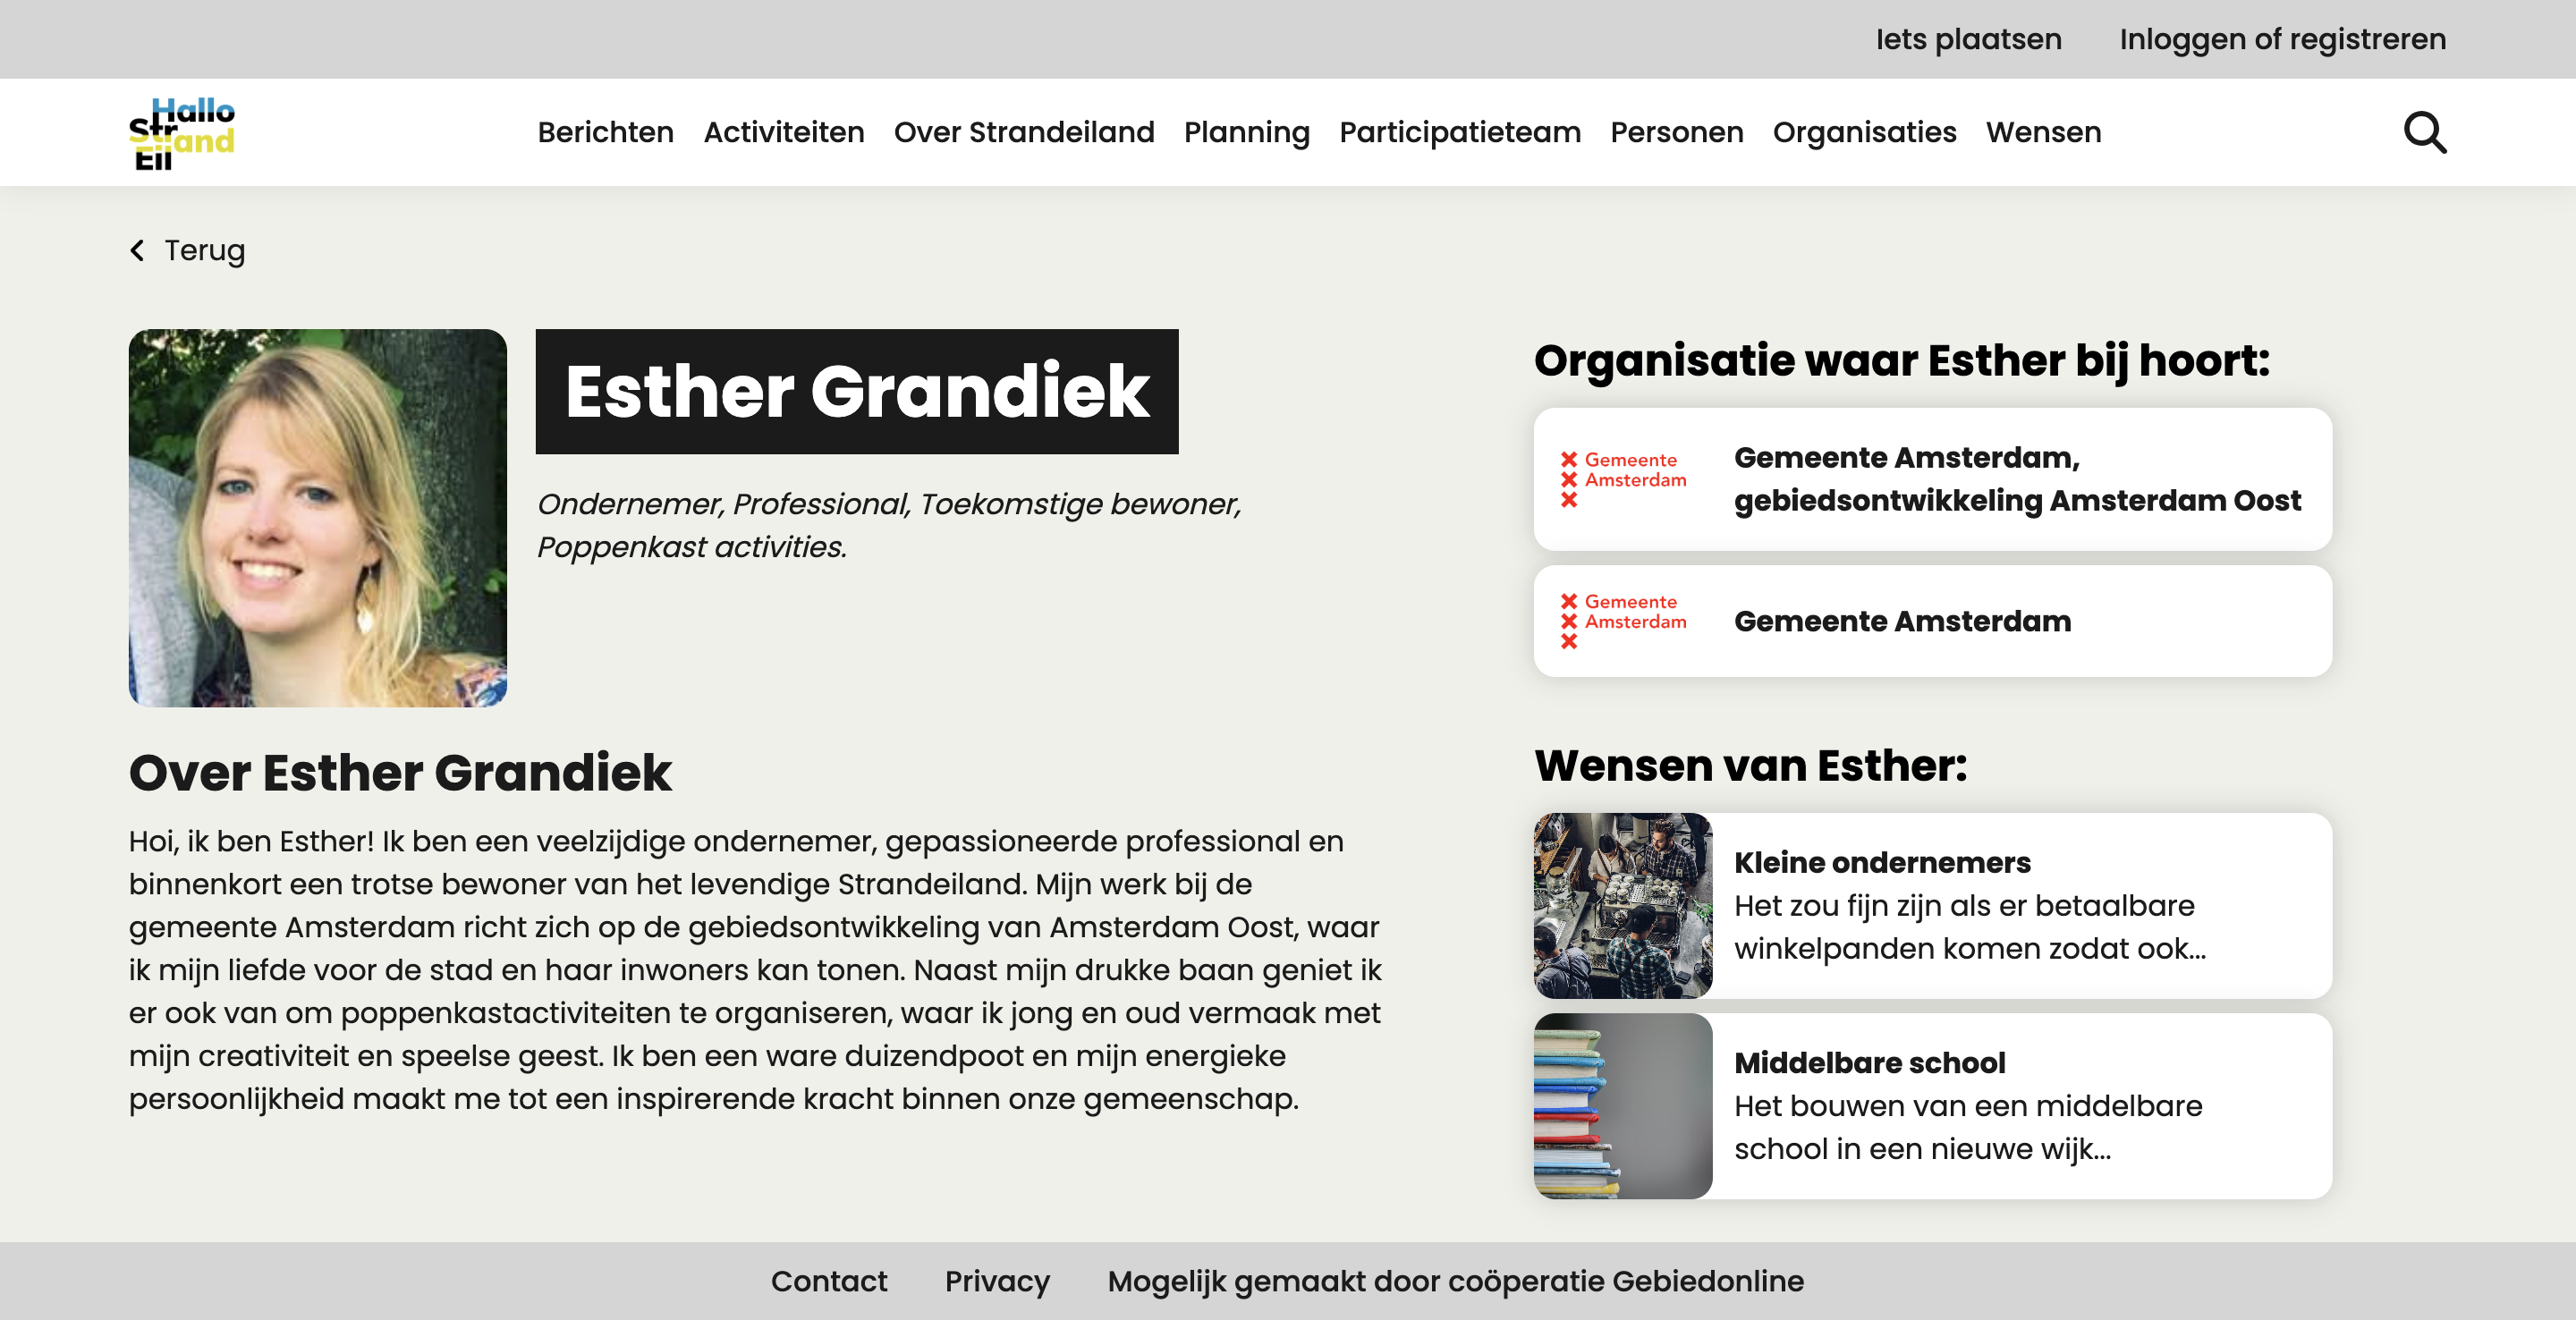 Iets plaatsen Inloggen of registreren
Hallo
Strand
Eil
Berichten Activiteiten Over Strandeiland Planning Participatieteam Personen Organisaties Wensen
Terug
Esther Grandiek
Ondernemer, Professional, Toekomstige bewoner,
Poppenkast activities.
Over Esther Grandiek
Hoi, ik ben Esther! Ik ben een veelzijdige ondernemer, gepassioneerde professional en
binnenkort een trotse bewoner van het levendige Strandeiland. Mijn werk bij de
gemeente Amsterdam richt zich op de gebiedsontwikkeling van Amsterdam Oost, waar
ik mijn liefde voor de stad en haar inwoners kan tonen. Naast mijn drukke baan geniet ik
er ook van om poppenkastactiviteiten te organiseren, waar ik jong en oud vermaak met
mijn creativiteit en speelse geest. Ik ben een ware duizendpoot en mijn energieke
persoonlijkheid maakt me tot een inspirerende kracht binnen onze gemeenschap.
Organisatie waar Esther bij hoort:
Gemeente
Amsterdam
Gemeente Amsterdam,
gebiedsontwikkeling Amsterdam Oost
Gemeente
Amsterdam
Gemeente Amsterdam
Wensen van Esther:
Kleine ondernemers
Het zou fijn zijn als er betaalbare
winkelpanden komen zodat ook...
Middelbare school
Het bouwen van een middelbare
school in een nieuwe wijk...
Contact Privacy Mogelijk gemaakt door coöperatie Gebiedonline